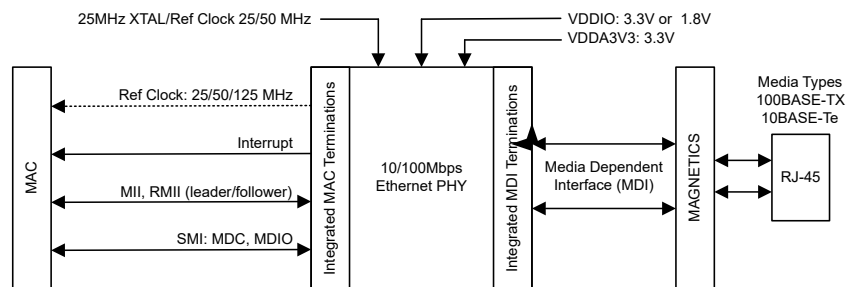 25MHz XTAL/Ref Clock 25/50 MHz
VDDIO: 3.3V or 1.8V
VDDA3V3: 3.3V
MAC
Ref Clock: 25/50/125 MHz
Interrupt
MII, RMII (leader/follower)
SMI: MDC, MDIO
Integrated MAC Terminations
10/100Mbps
Ethernet PHY
Integrated MDI Terminations
Media Dependent
Interface (MDI)
MAGNETICS
Media Types
100BASE-TX
10BASE-Te
RJ-45